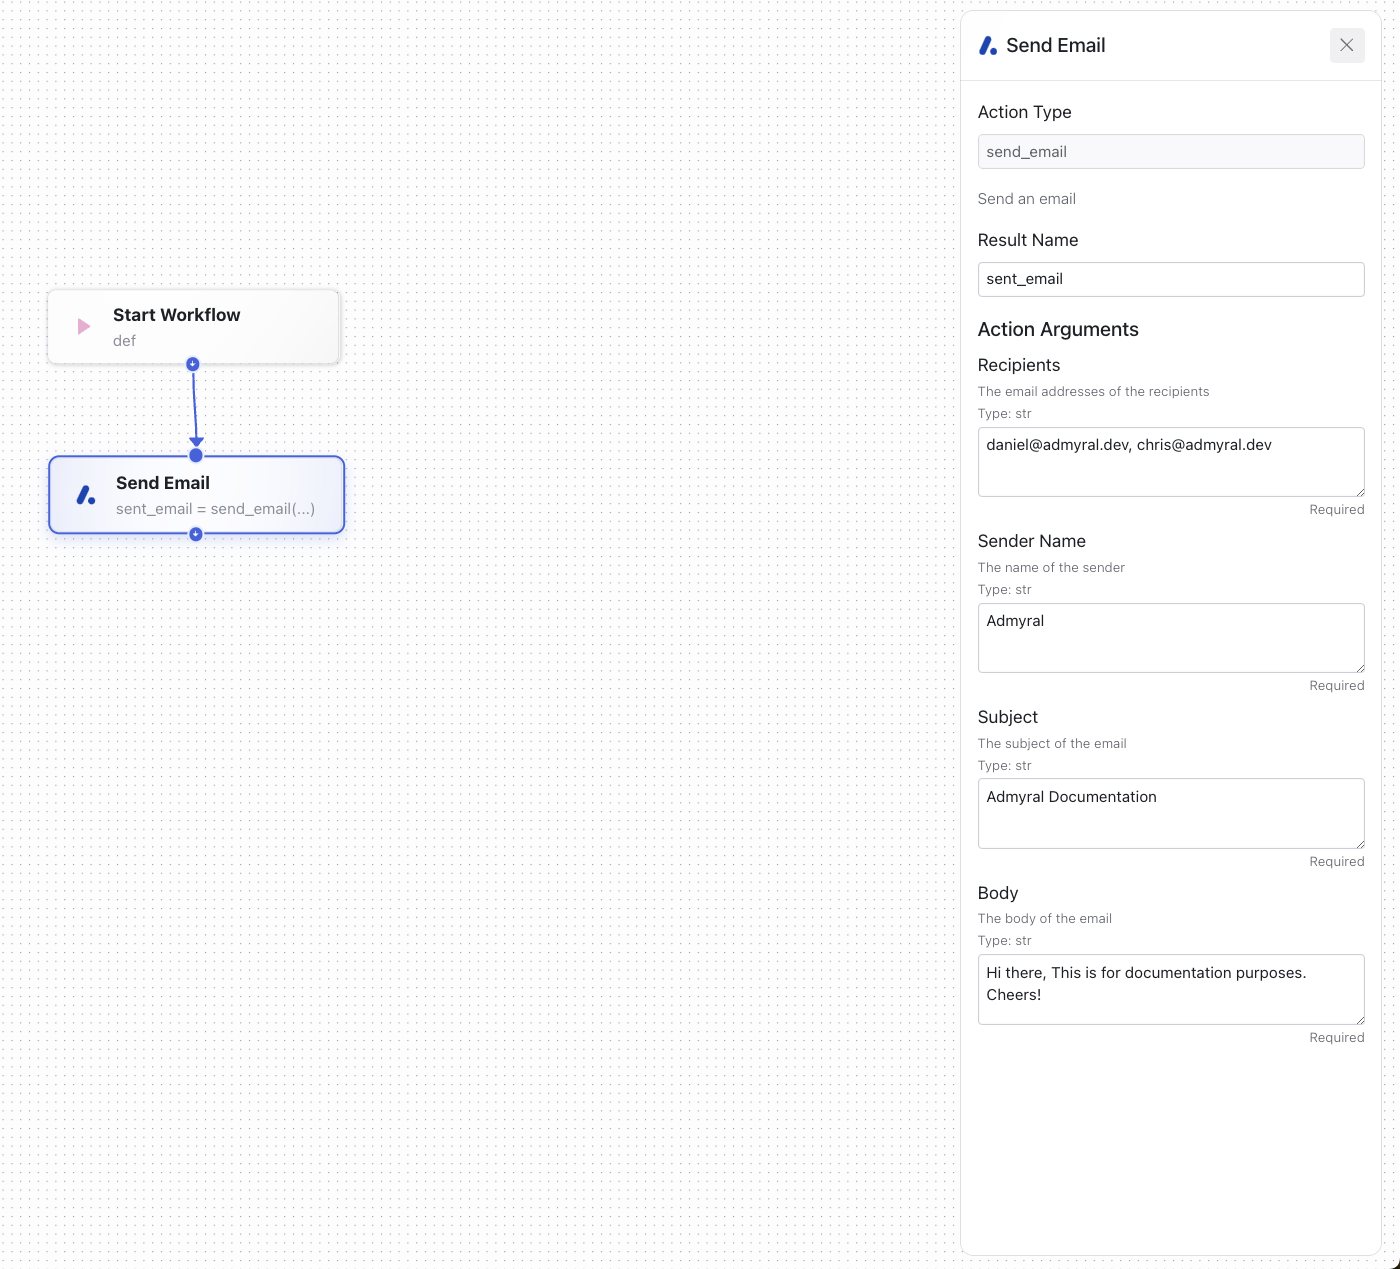 Start Workflow
def
Send Email
sent_email = send_email(...)
Send Email
Action Type
send_email
Send an email
Result Name
sent_email
Action Arguments
Recipients
The email addresses of the recipients
Type: str
daniel@admyral.dev, chris@admyral.dev
Required
Sender Name
The name of the sender
Type: str
Admyral
Required
Subject
The subject of the email
Type: str
Admyral Documentation
Required
Body
The body of the email
Type: str
Hi there, This is for documentation purposes.
Cheers!
Required